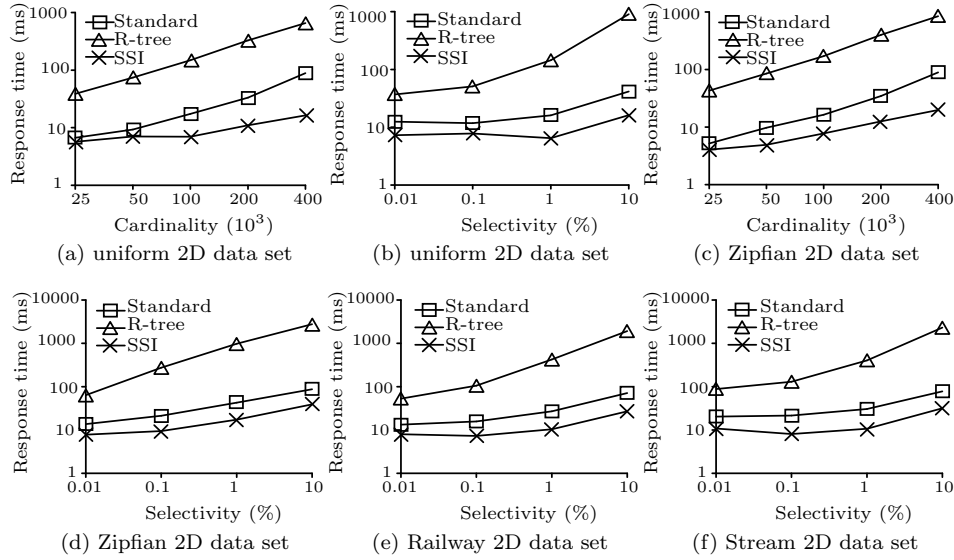 Response time (ms)
1000
100
10
1
Standard
R-tree
SSI
25 50 100 200 400
Cardinality (10³)
(a) uniform 2D data set
Response time (ms)
1000
100
10
1
Standard
R-tree
SSI
0.01 0.1 1 10
Selectivity (%)
(b) uniform 2D data set
Response time (ms)
1000
100
10
1
Standard
R-tree
SSI
25 50 100 200 400
Cardinality (10³)
(c) Zipfian 2D data set
Response time (ms)
10000
1000
100
10
1
Standard
R-tree
SSI
0.01 0.1 1 10
Selectivity (%)
(d) Zipfian 2D data set
Response time (ms)
10000
1000
100
10
1
Standard
R-tree
SSI
0.01 0.1 1 10
Selectivity (%)
(e) Railway 2D data set
Response time (ms)
10000
1000
100
10
1
Standard
R-tree
SSI
0.01 0.1 1 10
Selectivity (%)
(f) Stream 2D data set